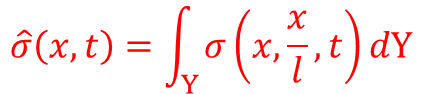 σ̂(x, t) = ∫_Y σ(x, x/l, t) dY